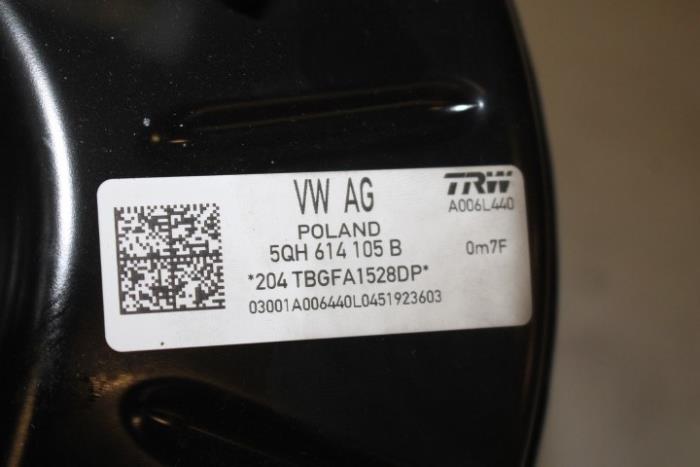 VW AG
TRW
A006L440
POLAND
5QH 614 105 B
0m7F
*204 TBGFA1528DP*
03001A006440L0451923603